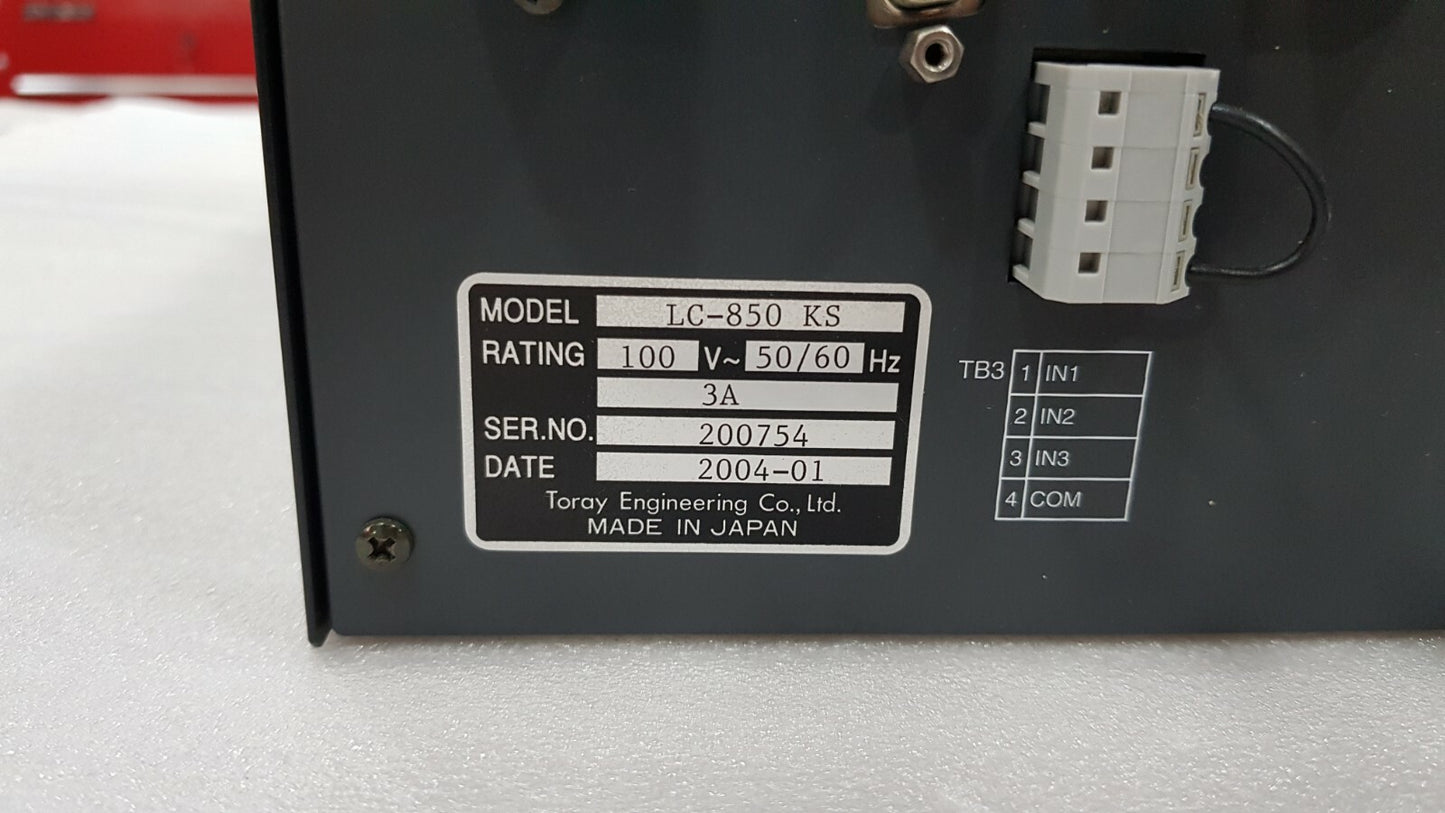 MODEL LC-850 KS
RATING 100 V~ 50/60 Hz
3A
SER.NO. 200754
DATE 2004-01
Toray Engineering Co., Ltd.
MADE IN JAPAN
TB3 1 IN1
2 IN2
3 IN3
4 COM